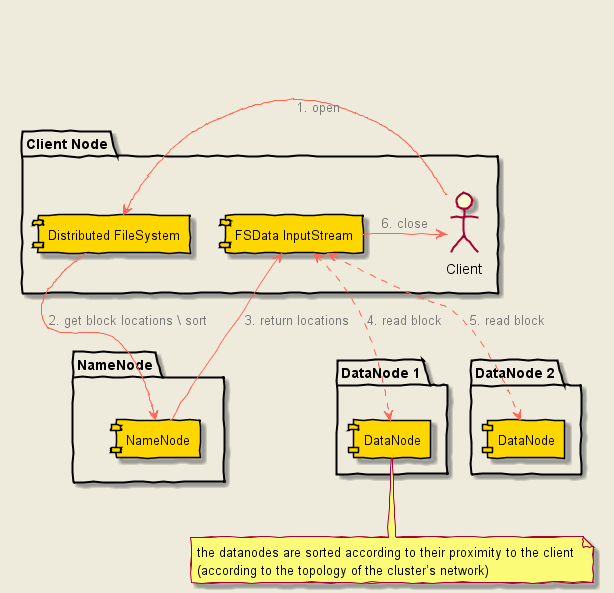 1. open
Client Node
Distributed FileSystem
FSData InputStream
6. close
Client
2. get block locations \ sort
3. return locations
4. read block
5. read block
NameNode
DataNode 1
DataNode 2
NameNode
DataNode
DataNode
the datanodes are sorted according to their proximity to the client
(according to the topology of the cluster's network)